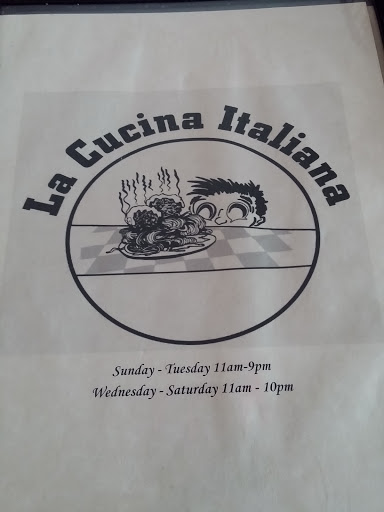 La Cucina Italiana
Sunday - Tuesday 11am-9pm
Wednesday - Saturday 11am - 10pm